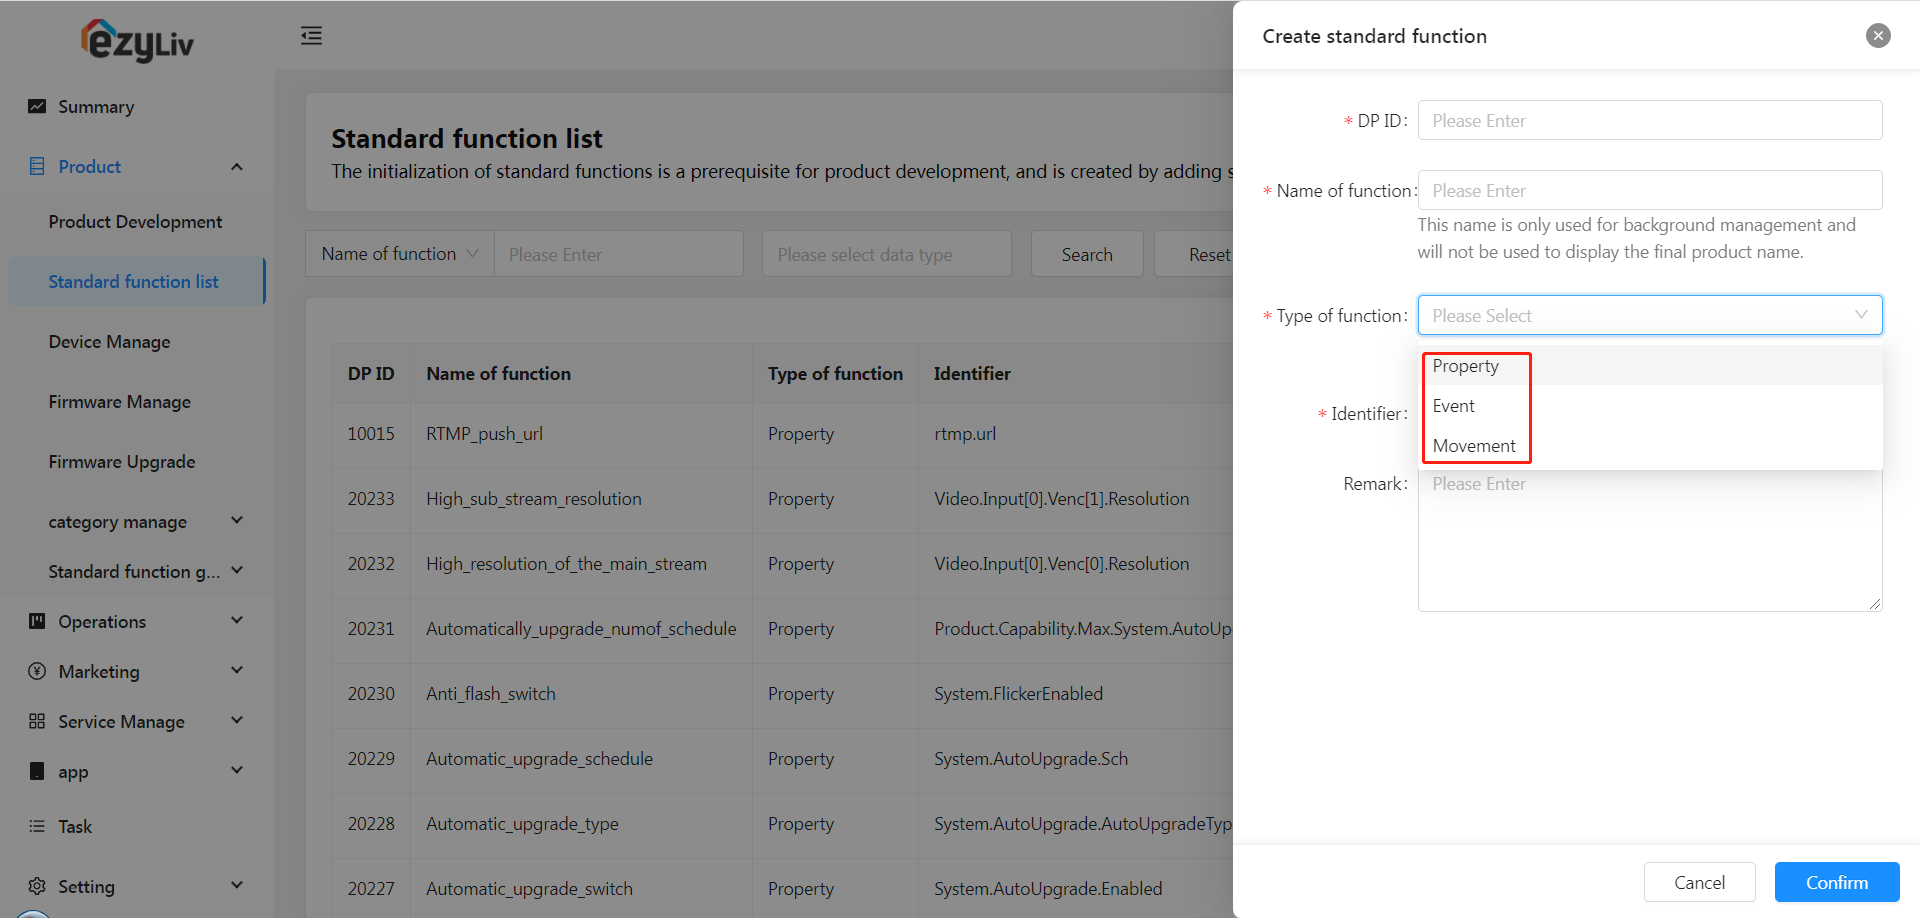 ezyLiv
Summary
Product
Product Development
Standard function list
Device Manage
Firmware Manage
Firmware Upgrade
category manage
Standard function g...
Operations
Marketing
Service Manage
app
Task
Setting
Standard function list
The initialization of standard functions is a prerequisite for product development, and is created by adding s
Name of function Please Enter Please select data type Search Reset
DP ID Name of function Type of function Identifier
10015 RTMP_push_url Property rtmp.url
20233 High_sub_stream_resolution Property Video.Input[0].Venc[1].Resolution
20232 High_resolution_of_the_main_stream Property Video.Input[0].Venc[0].Resolution
20231 Automatically_upgrade_numof_schedule Property Product.Capability.Max.System.AutoUp
20230 Anti_flash_switch Property System.FlickerEnabled
20229 Automatic_upgrade_schedule Property System.AutoUpgrade.Sch
20228 Automatic_upgrade_type Property System.AutoUpgrade.AutoUpgradeTyp
20227 Automatic_upgrade_switch Property System.AutoUpgrade.Enabled
Create standard function
* DP ID: Please Enter
* Name of function: Please Enter
This name is only used for background management and
will not be used to display the final product name.
* Type of function: Please Select
Property
Event
Movement
* Identifier:
Remark: Please Enter
Cancel Confirm